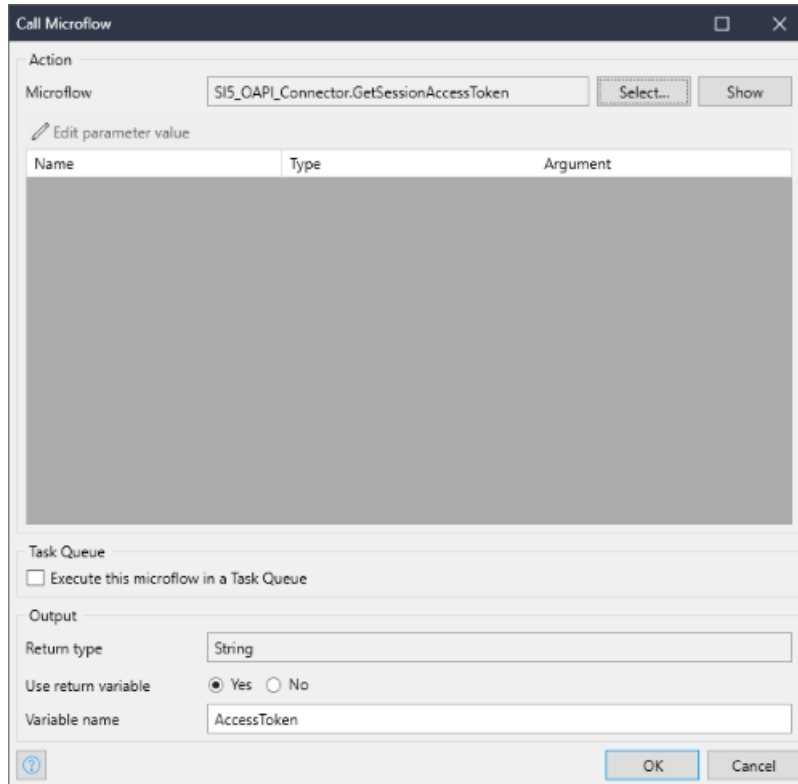 Call Microflow
Action
Microflow SI5_OAPI_Connector.GetSessionAccessToken Select... Show
Edit parameter value
Name Type Argument
Task Queue
Execute this microflow in a Task Queue
Output
Return type String
Use return variable Yes No
Variable name AccessToken
? OK Cancel